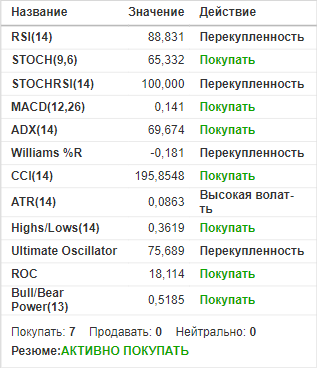 Название Значение Действие
RSI(14) 88,831 Перекупленность
STOCH(9,6) 65,332 Покупать
STOCHRSI(14) 100,000 Перекупленность
MACD(12,26) 0,141 Покупать
ADX(14) 69,674 Покупать
Williams %R -0,181 Перекупленность
CCI(14) 195,8548 Покупать
ATR(14) 0,0863 Высокая волат-
ть
Highs/Lows(14) 0,3619 Покупать
Ultimate Oscillator 75,689 Перекупленность
ROC 18,114 Покупать
Bull/Bear
Power(13) 0,5185 Покупать
Покупать: 7 Продавать: 0 Нейтрально: 0
Резюме:АКТИВНО ПОКУПАТЬ